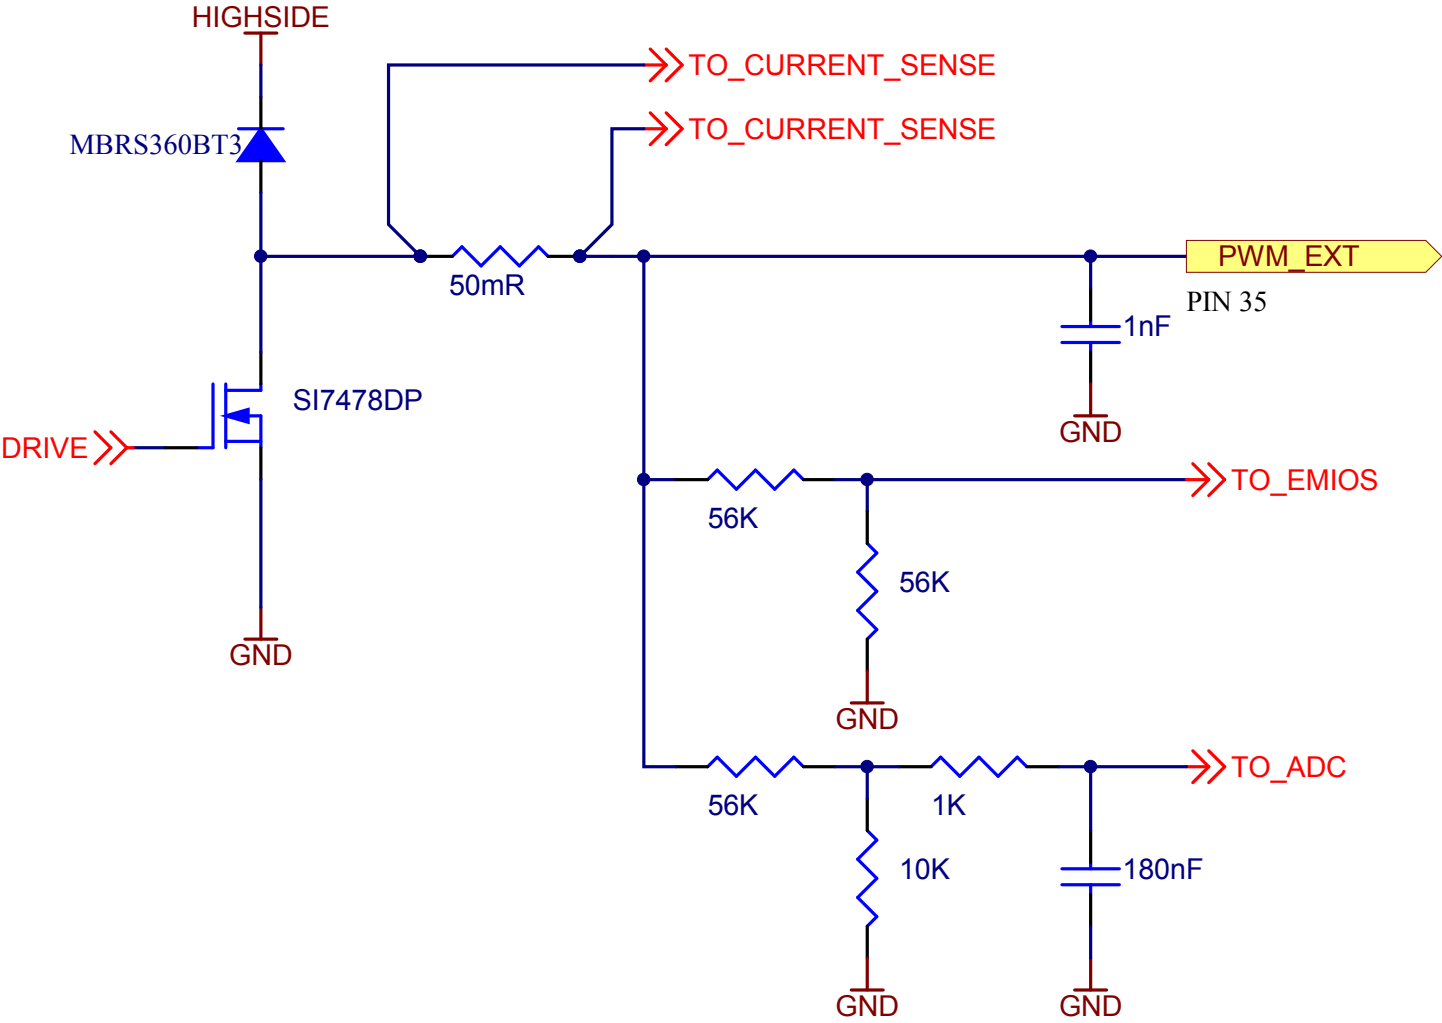 HIGHSIDE
TO_CURRENT_SENSE
TO_CURRENT_SENSE
MBRS360BT3
PWM_EXT
50mR
PIN 35
1nF
SI7478DP
GND
DRIVE
TO_EMIOS
56K
56K
GND
GND
TO_ADC
56K
1K
10K
180nF
GND
GND